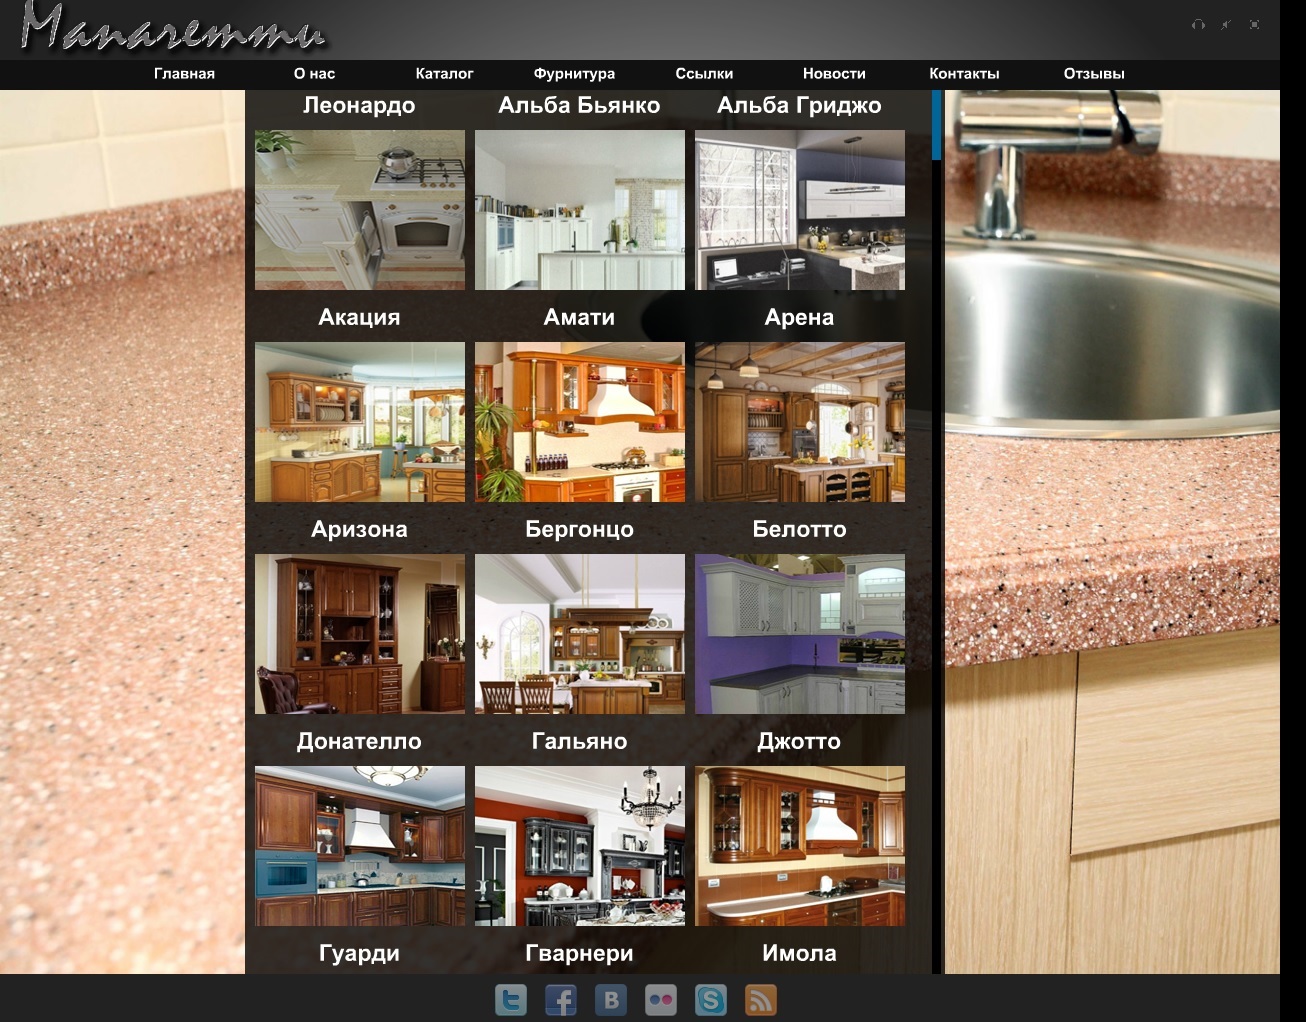 Манаretti
Главная О нас Каталог Фурнитура Ссылки Новости Контакты Отзывы
Леонардо Альба Бьянко Альба Гриджо
Акация Амати Арена
Аризона Бергонцо Белотто
Донателло Гальяно Джотто
Гуарди Гварнери Имола